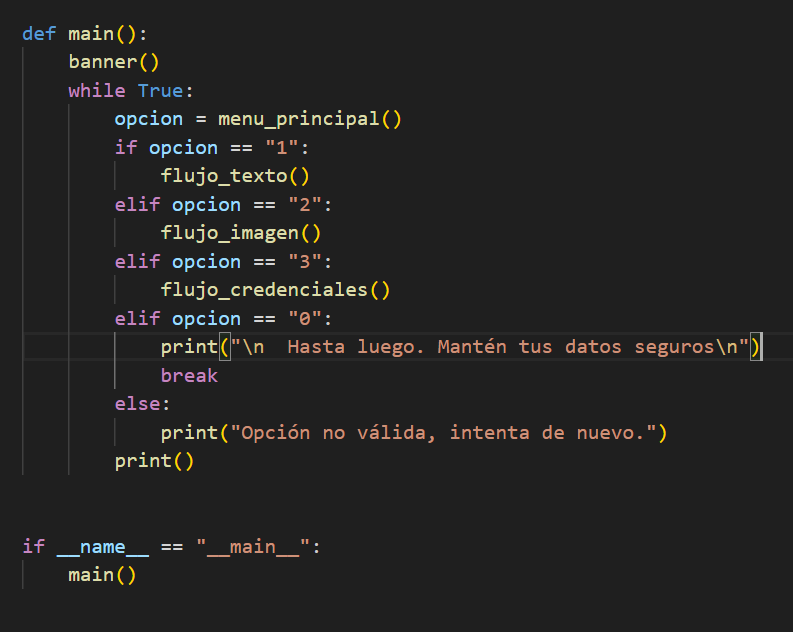 def main():
    banner()
    while True:
        opcion = menu_principal()
        if opcion == "1":
            flujo_texto()
        elif opcion == "2":
            flujo_imagen()
        elif opcion == "3":
            flujo_credenciales()
        elif opcion == "0":
            print("\n  Hasta luego. Mantén tus datos seguros\n")
            break
        else:
            print("Opción no válida, intenta de nuevo.")
        print()
if __name__ == "__main__":
    main()